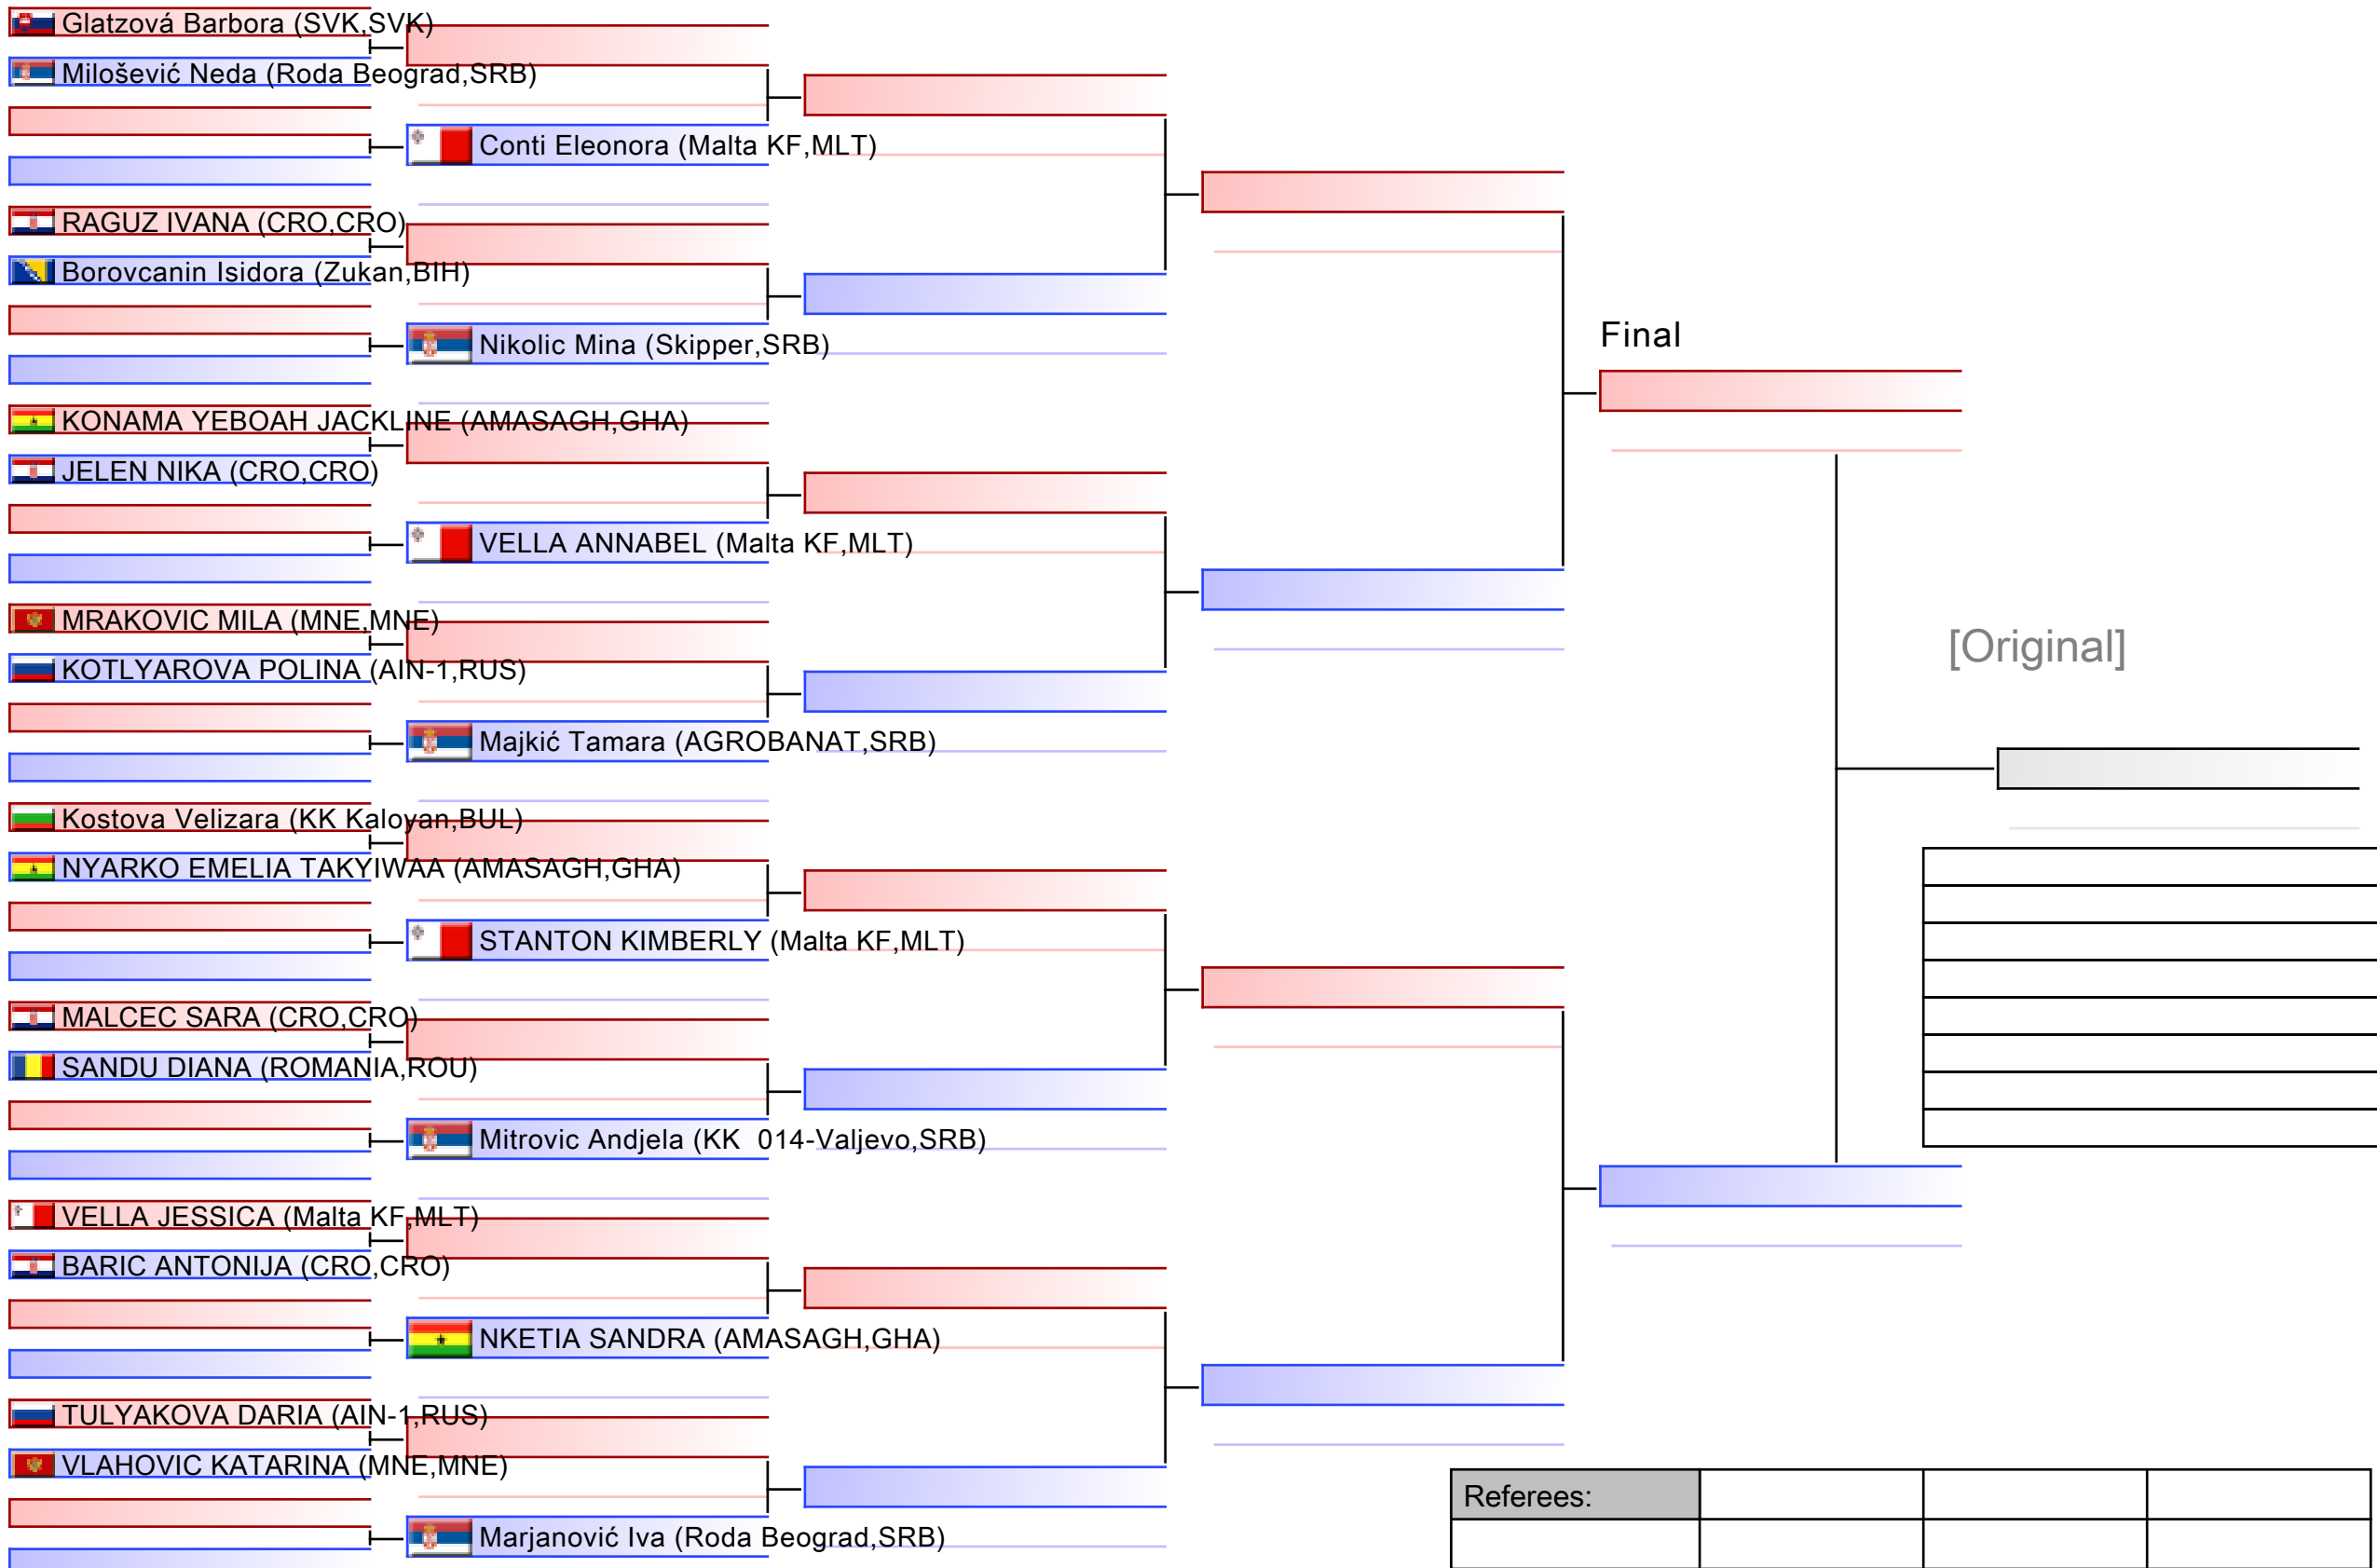 Glatzová Barbora (SVK,SVK)
Milošević Neda (Roda Beograd,SRB)
Conti Eleonora (Malta KF,MLT)
RAGUZ IVANA (CRO,CRO)
Borovcanin Isidora (Zukan,BIH)
Nikolic Mina (Skipper,SRB)
Final
KONAMA YEBOAH JACKLINE (AMASAGH,GHA)
JELEN NIKA (CRO,CRO)
VELLA ANNABEL (Malta KF,MLT)
MRAKOVIC MILA (MNE,MNE)
KOTLYAROVA POLINA (AIN-1,RUS)
[Original]
Majkić Tamara (AGROBANAT,SRB)
Kostova Velizara (KK Kaloyan,BUL)
NYARKO EMELIA TAKYIWAA (AMASAGH,GHA)
STANTON KIMBERLY (Malta KF,MLT)
MALCEC SARA (CRO,CRO)
SANDU DIANA (ROMANIA,ROU)
Mitrovic Andjela (KK 014-Valjevo,SRB)
VELLA JESSICA (Malta KF,MLT)
BARIC ANTONIJA (CRO,CRO)
NKETIA SANDRA (AMASAGH,GHA)
TULYAKOVA DARIA (AIN-1,RUS)
VLAHOVIC KATARINA (MNE,MNE)
Referees:
Marjanović Iva (Roda Beograd,SRB)